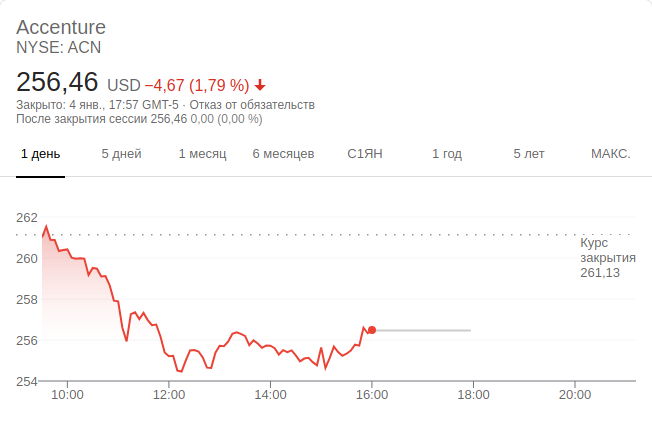 Accenture
NYSE: ACN
256,46 USD −4,67 (1,79 %)
Закрыто: 4 янв., 17:57 GMT-5 · Отказ от обязательств
После закрытия сессии 256,46 0,00 (0,00 %)
1 день 5 дней 1 месяц 6 месяцев С1ЯН 1 год 5 лет МАКС.
262
Курс
закрытия
261,13
260
258
256
254
10:00 12:00 14:00 16:00 18:00 20:00